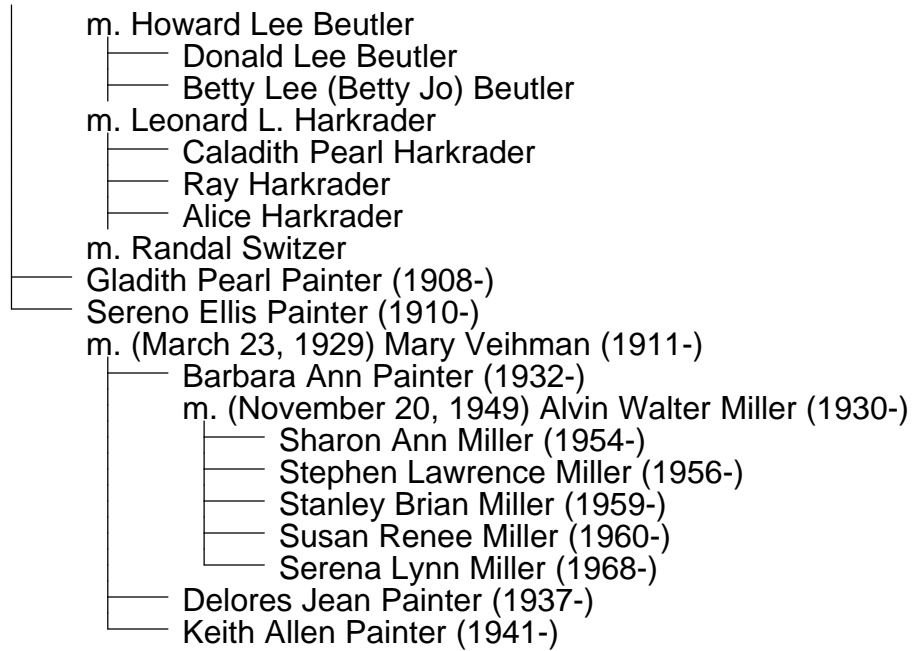 m. Howard Lee Beutler
Donald Lee Beutler
Betty Lee (Betty Jo) Beutler
m. Leonard L. Harkrader
Caladith Pearl Harkrader
Ray Harkrader
Alice Harkrader
m. Randal Switzer
Gladith Pearl Painter (1908-)
Sereno Ellis Painter (1910-)
m. (March 23, 1929) Mary Veihman (1911-)
Barbara Ann Painter (1932-)
m. (November 20, 1949) Alvin Walter Miller (1930-)
Sharon Ann Miller (1954-)
Stephen Lawrence Miller (1956-)
Stanley Brian Miller (1959-)
Susan Renee Miller (1960-)
Serena Lynn Miller (1968-)
Delores Jean Painter (1937-)
Keith Allen Painter (1941-)